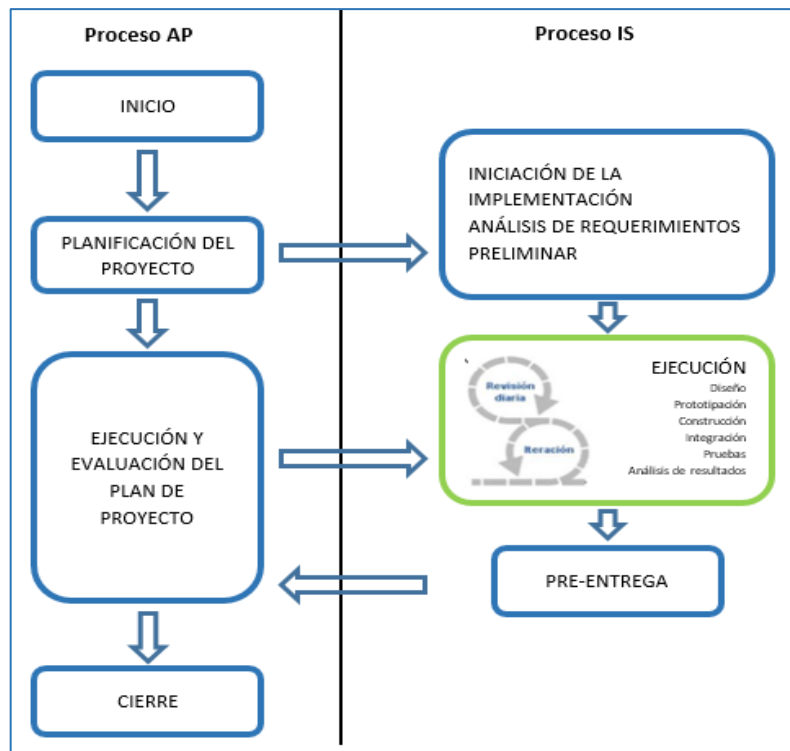 Proceso AP
INICIO
PLANIFICACIÓN DEL
PROYECTO
EJECUCIÓN Y
EVALUACIÓN DEL
PLAN DE
PROYECTO
CIERRE
Proceso IS
INICIACIÓN DE LA
IMPLEMENTACIÓN
ANÁLISIS DE REQUERIMIENTOS
PRELIMINAR
Revisión
diaria
Iteración
EJECUCIÓN
Diseño
Prototipación
Construcción
Integración
Pruebas
Análisis de resultados
PRE-ENTREGA